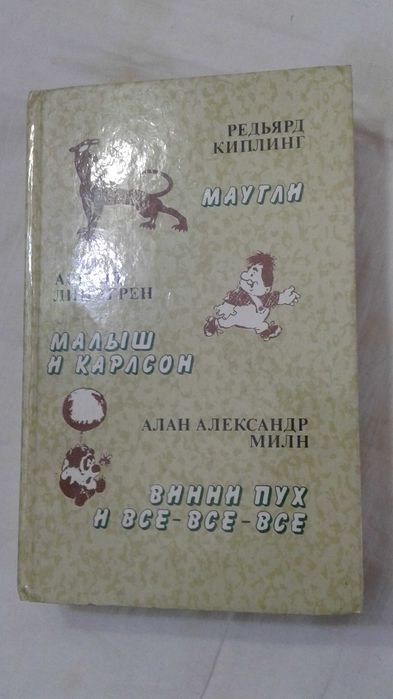 РЕДЬЯРД
КИПЛИНГ
МАУГЛИ
МАЛЫШ
И КАРЛСОН
АЛАН АЛЕКСАНДР
МИЛН
ВИННИ ПУХ
И ВСЕ-ВСЕ-ВСЕ